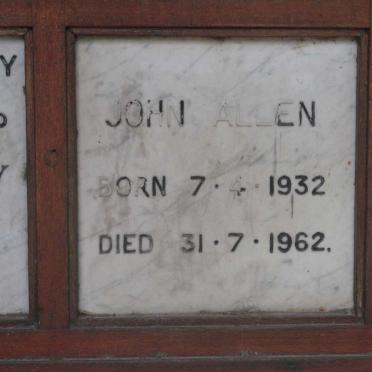 JOHN ALLEN
BORN 7·4·1932
DIED 31·7·1962.